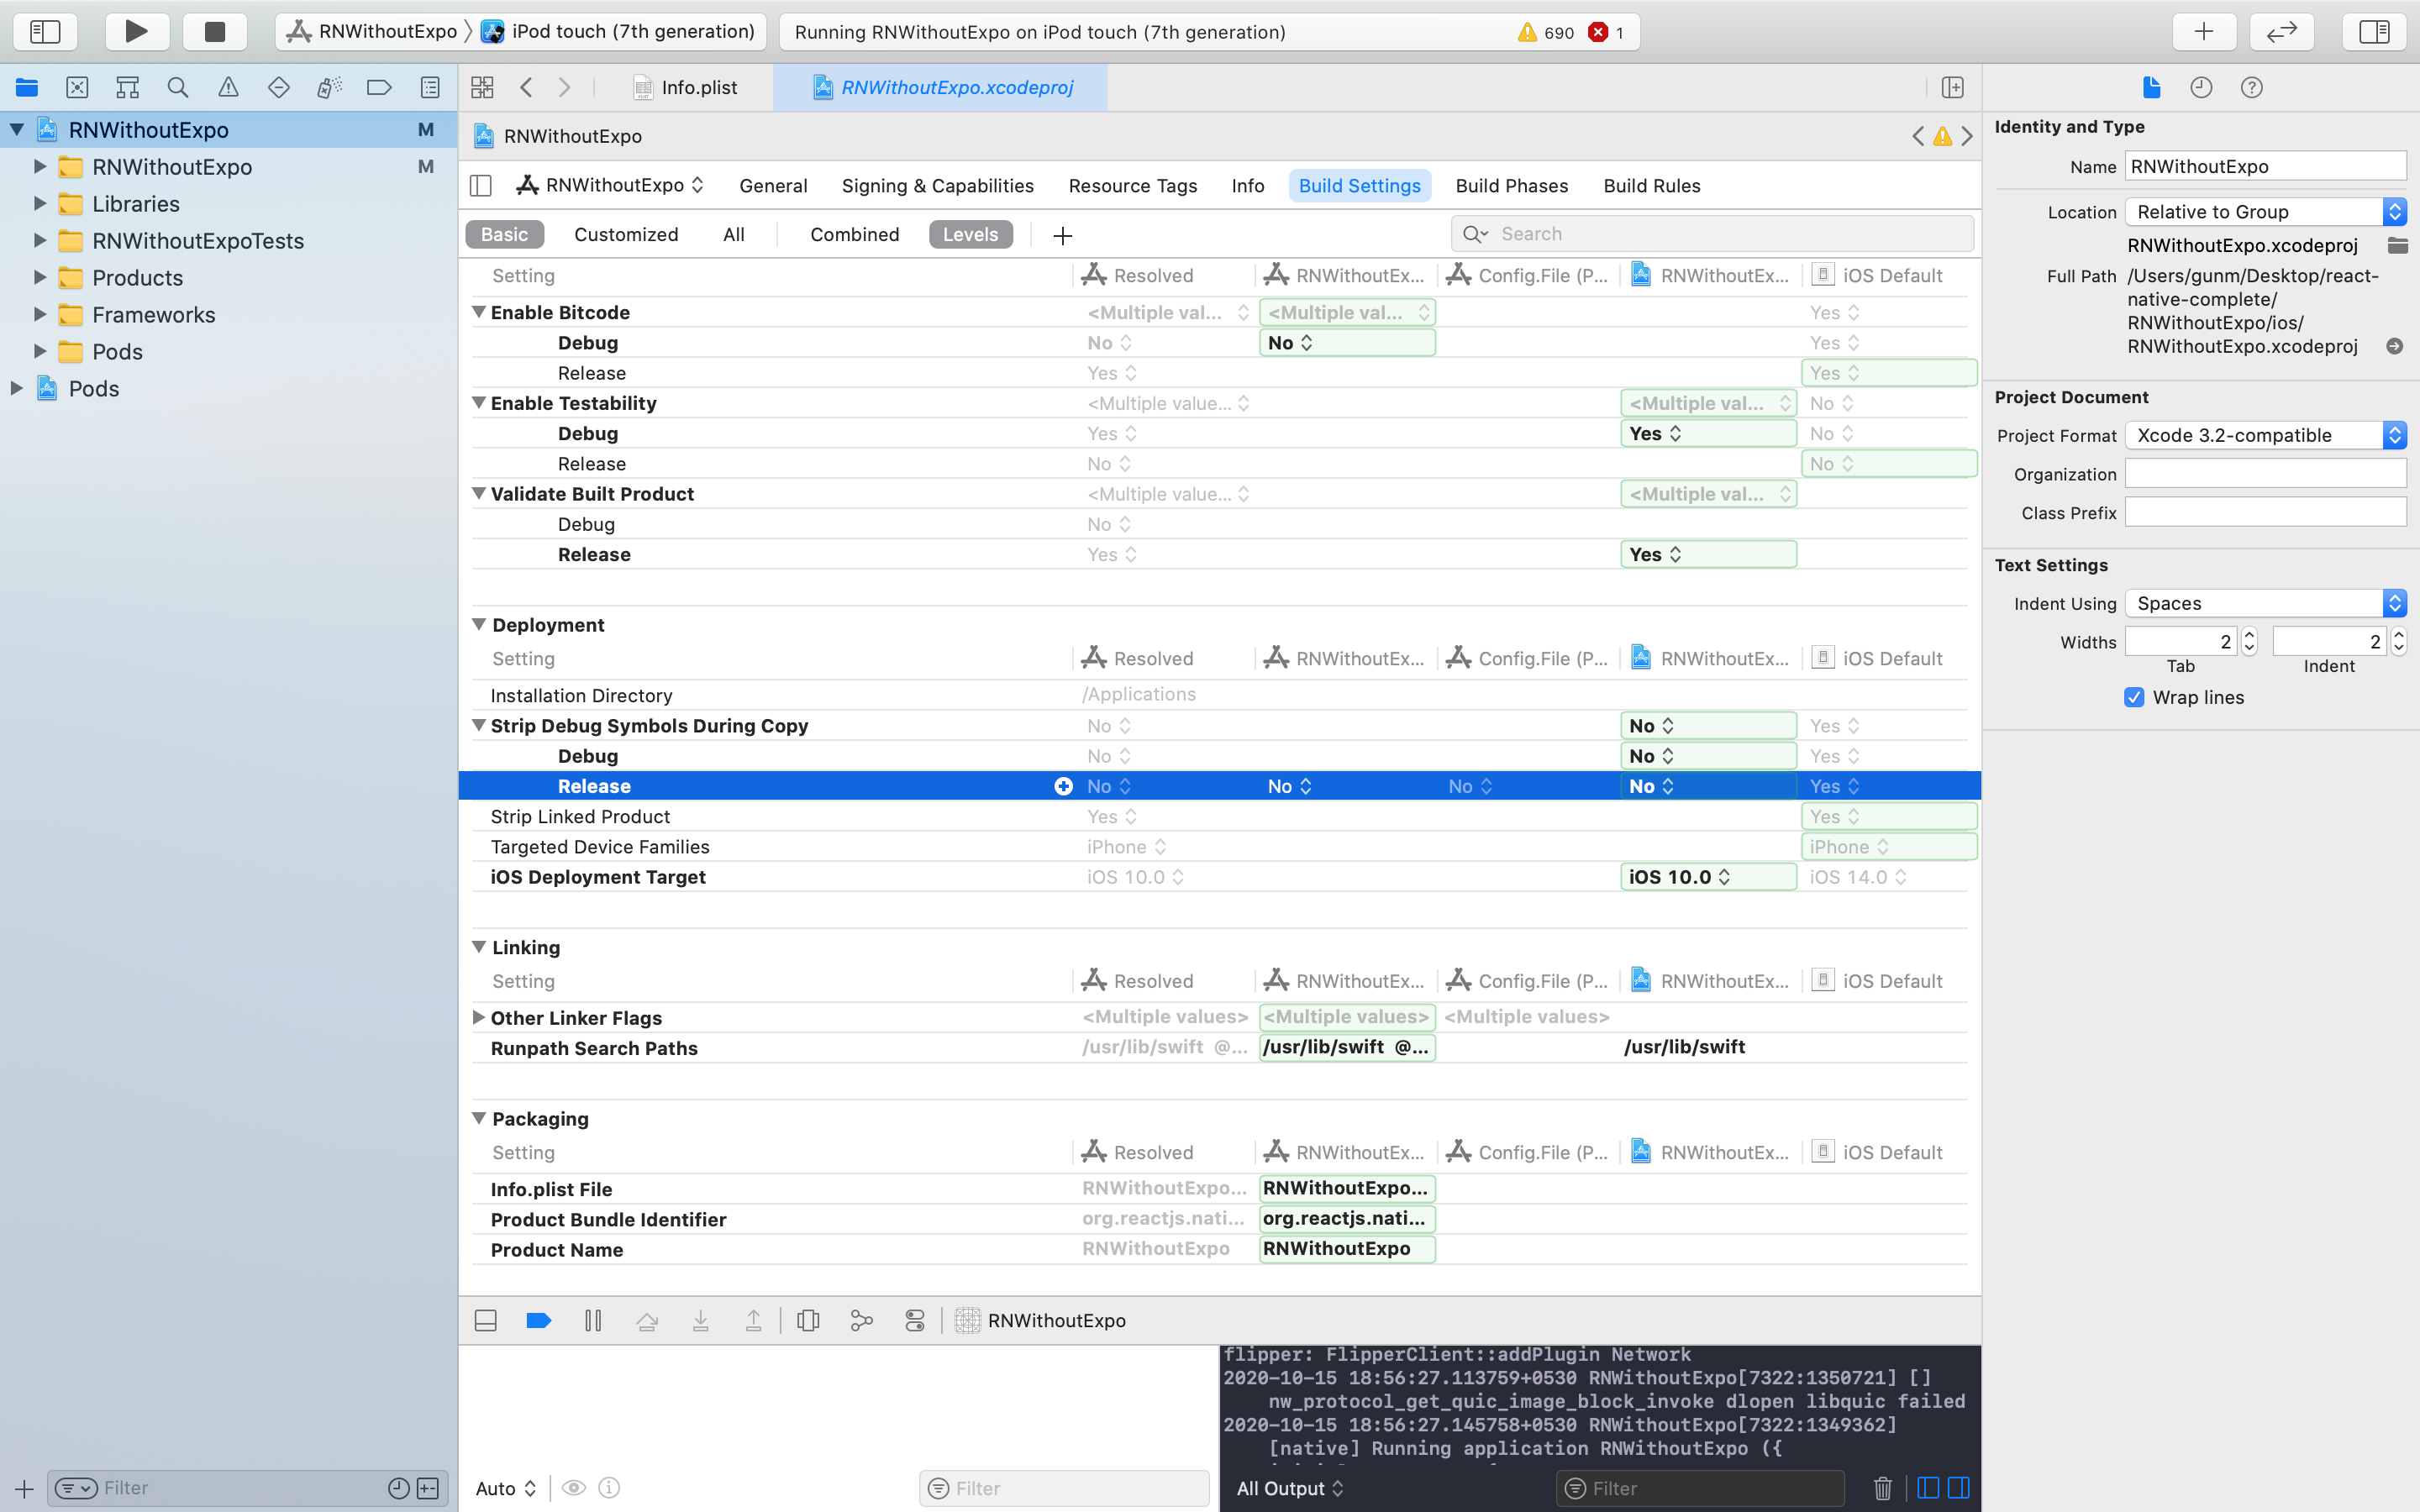 RNWithoutExpo iPod touch (7th generation) Running RNWithoutExpo on iPod touch (7th generation) 690 1
Info.plist RNWithoutExpo.xcodeproj
RNWithoutExpo M
RNWithoutExpo M
Libraries
RNWithoutExpoTests
Products
Frameworks
Pods
Pods
Filter
RNWithoutExpo
RNWithoutExpo General Signing & Capabilities Resource Tags Info Build Settings Build Phases Build Rules
Basic Customized All Combined Levels Search
Setting Resolved RNWithoutEx... Config.File (P... RNWithoutEx... iOS Default
Enable Bitcode <Multiple val... <Multiple val... Yes
Debug No No Yes
Release Yes Yes
Enable Testability <Multiple value... <Multiple val... No
Debug Yes Yes No
Release No No
Validate Built Product <Multiple value... <Multiple val...
Debug No
Release Yes Yes
Deployment
Setting Resolved RNWithoutEx... Config.File (P... RNWithoutEx... iOS Default
Installation Directory /Applications
Strip Debug Symbols During Copy No No Yes
Debug No No Yes
Release No No No No Yes
Strip Linked Product Yes Yes
Targeted Device Families iPhone iPhone
iOS Deployment Target iOS 10.0 iOS 10.0 iOS 14.0
Linking
Setting Resolved RNWithoutEx... Config.File (P... RNWithoutEx... iOS Default
Other Linker Flags <Multiple values> <Multiple values> <Multiple values>
Runpath Search Paths /usr/lib/swift @... /usr/lib/swift @... /usr/lib/swift
Packaging
Setting Resolved RNWithoutEx... Config.File (P... RNWithoutEx... iOS Default
Info.plist File RNWithoutExpo... RNWithoutExpo...
Product Bundle Identifier org.reactjs.nati... org.reactjs.nati...
Product Name RNWithoutExpo RNWithoutExpo
RNWithoutExpo
flipper: FlipperClient::addPlugin Network
2020-10-15 18:56:27.113759+0530 RNWithoutExpo[7322:1350721] []
nw_protocol_get_quic_image_block_invoke dlopen libquic failed
2020-10-15 18:56:27.145758+0530 RNWithoutExpo[7322:1349362]
[native] Running application RNWithoutExpo ({
Auto Filter All Output Filter
Identity and Type
Name RNWithoutExpo
Location Relative to Group
RNWithoutExpo.xcodeproj
Full Path /Users/gunm/Desktop/react-
native-complete/
RNWithoutExpo/ios/
RNWithoutExpo.xcodeproj
Project Document
Project Format Xcode 3.2-compatible
Organization
Class Prefix
Text Settings
Indent Using Spaces
Widths 2 2
Tab Indent
Wrap lines